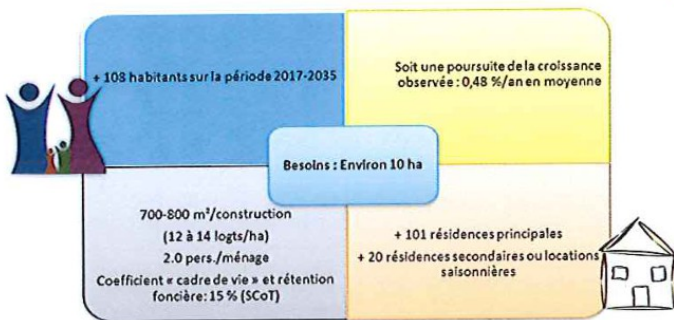 + 108 habitants sur la période 2017-2035
Soit une poursuite de la croissance
observée : 0,48 %/an en moyenne
Besoins : Environ 10 ha
700-800 m²/construction
(12 à 14 logts/ha)
2.0 pers./ménage
Coefficient « cadre de vie » et rétention
foncière: 15 % (SCoT)
+ 101 résidences principales
+ 20 résidences secondaires ou locations
saisonnières